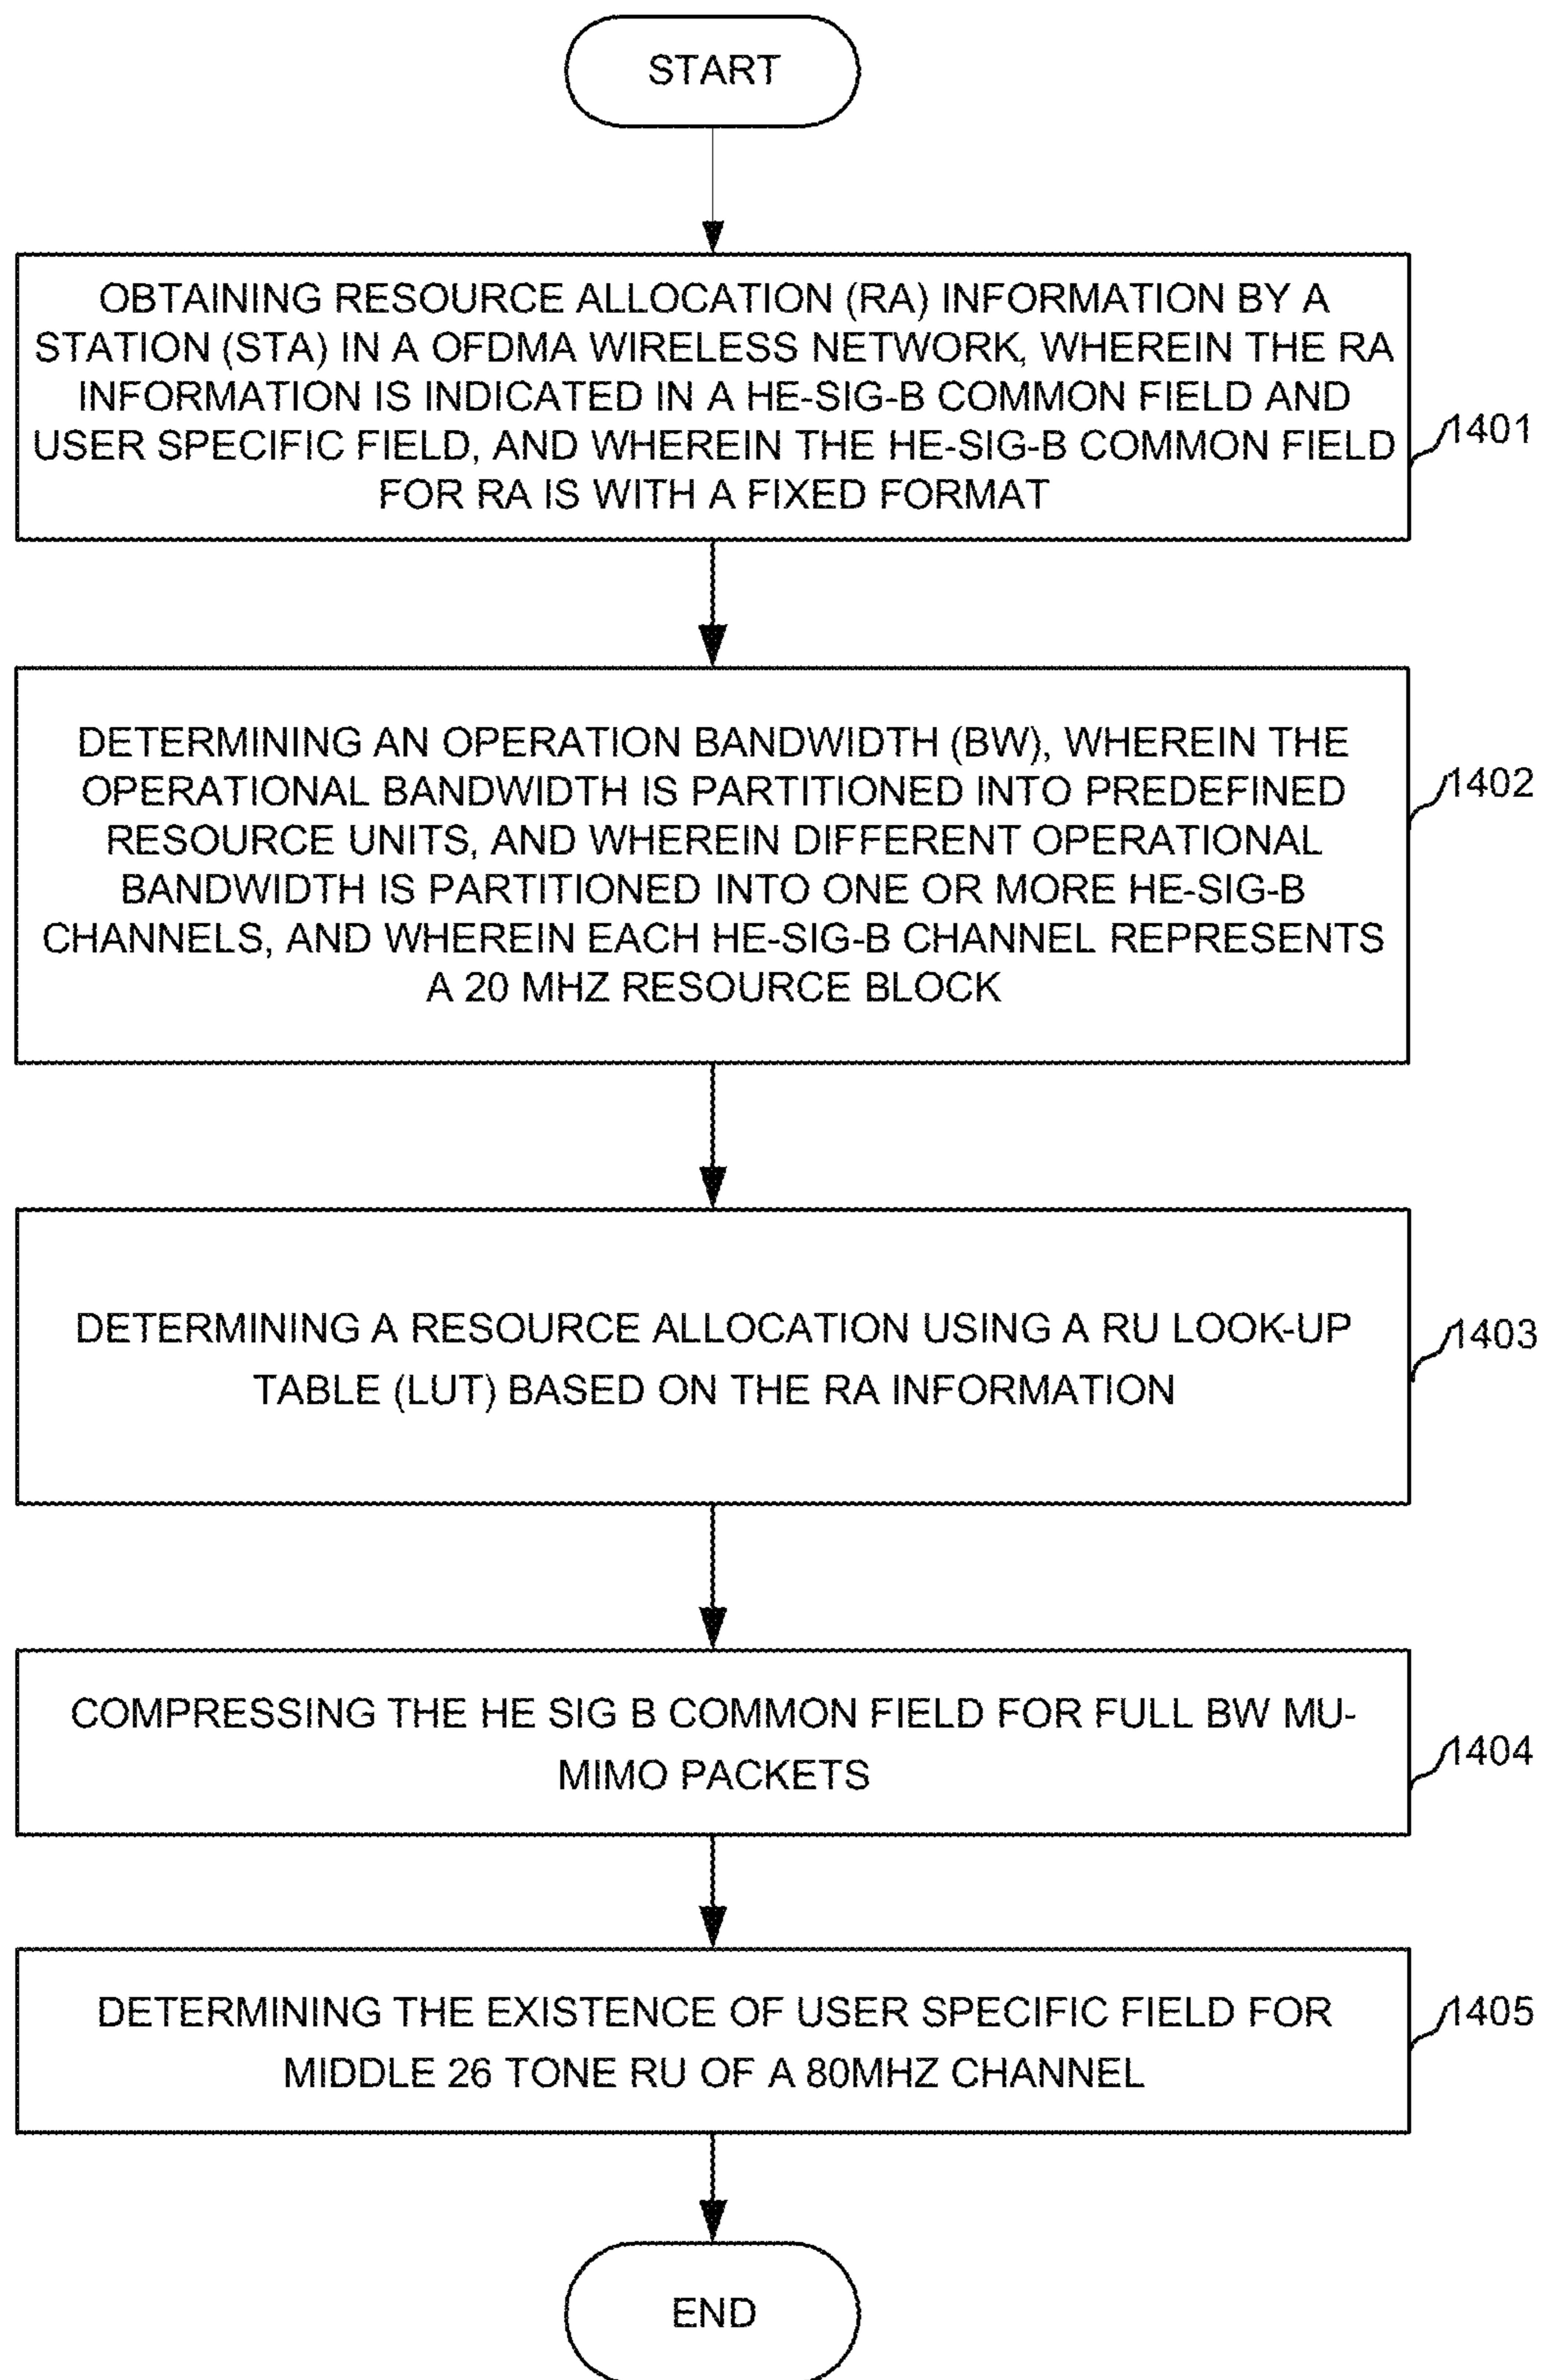 START
OBTAINING RESOURCE ALLOCATION (RA) INFORMATION BY A
STATION (STA) IN A OFDMA WIRELESS NETWORK, WHEREIN THE RA
INFORMATION IS INDICATED IN A HE-SIG-B COMMON FIELD AND
USER SPECIFIC FIELD, AND WHEREIN THE HE-SIG-B COMMON FIELD
FOR RA IS WITH A FIXED FORMAT
1401
DETERMINING AN OPERATION BANDWIDTH (BW), WHEREIN THE
OPERATIONAL BANDWIDTH IS PARTITIONED INTO PREDEFINED
RESOURCE UNITS, AND WHEREIN DIFFERENT OPERATIONAL
BANDWIDTH IS PARTITIONED INTO ONE OR MORE HE-SIG-B
CHANNELS, AND WHEREIN EACH HE-SIG-B CHANNEL REPRESENTS
A 20 MHZ RESOURCE BLOCK
1402
DETERMINING A RESOURCE ALLOCATION USING A RU LOOK-UP
TABLE (LUT) BASED ON THE RA INFORMATION
1403
COMPRESSING THE HE SIG B COMMON FIELD FOR FULL BW MU-
MIMO PACKETS
1404
DETERMINING THE EXISTENCE OF USER SPECIFIC FIELD FOR
MIDDLE 26 TONE RU OF A 80MHZ CHANNEL
1405
END